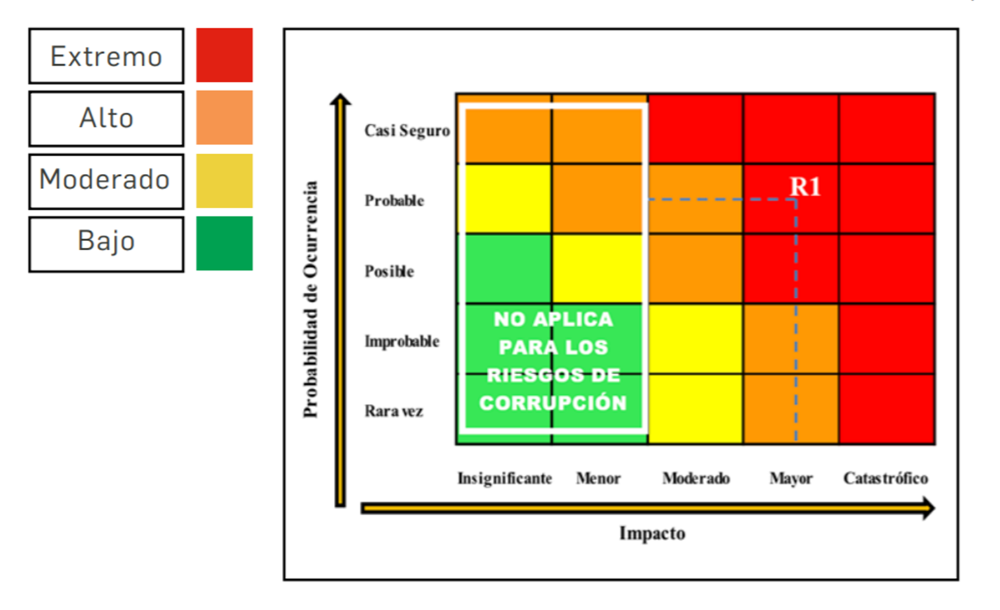 Extremo
Alto
Moderado
Bajo
Probabilidad de Ocurrencia
Casi Seguro
Probable
R1
Posible
Improbable
Rara vez
NO APLICA
PARA LOS
RIESGOS DE
CORRUPCIÓN
Insignificante Menor Moderado Mayor Catastrófico
Impacto